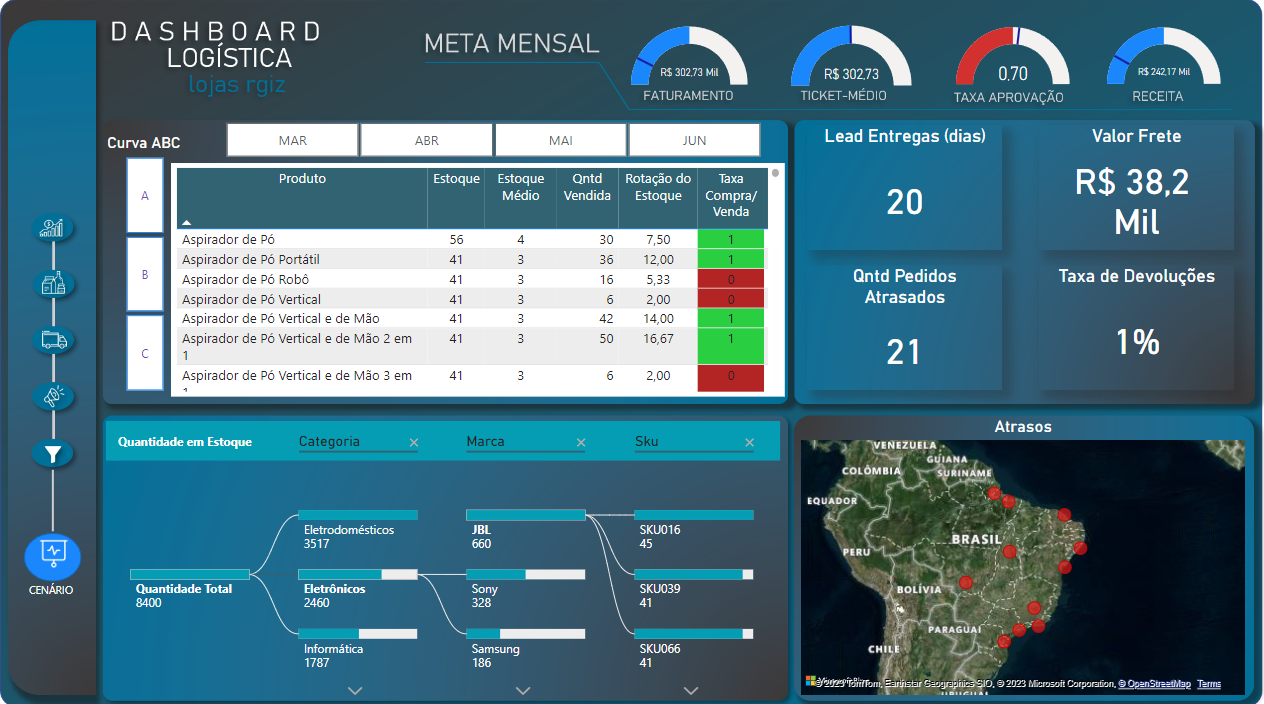 DASHBOARD
LOGÍSTICA
lojas rgiz
META MENSAL
R$ 302,73 Mil
FATURAMENTO
R$ 302,73
TICKET-MÉDIO
0,70
TAXA APROVAÇÃO
R$ 242,17 Mil
RECEITA
Curva ABC
MAR
ABR
MAI
JUN
A
B
C
Produto Estoque Estoque Médio Qntd Vendida Rotação do Estoque Taxa Compra/ Venda
Aspirador de Pó 56 4 30 7,50 1
Aspirador de Pó Portátil 41 3 36 12,00 1
Aspirador de Pó Robô 41 3 16 5,33 0
Aspirador de Pó Vertical 41 3 6 2,00 0
Aspirador de Pó Vertical e de Mão 41 3 42 14,00 1
Aspirador de Pó Vertical e de Mão 2 em 41 3 50 16,67 1
1
Aspirador de Pó Vertical e de Mão 3 em 41 3 6 2,00 0
Lead Entregas (dias)
20
Valor Frete
R$ 38,2
Mil
Qntd Pedidos
Atrasados
21
Taxa de Devoluções
1%
CENÁRIO
Quantidade em Estoque
Categoria
Marca
Sku
Quantidade Total
8400
Eletrodomésticos
3517
Eletrônicos
2460
Informática
1787
JBL
660
Sony
328
Samsung
186
SKU016
45
SKU039
41
SKU066
41
Atrasos
VENEZUELA
GUIANA
SURINAME
COLÔMBIA
EQUADOR
BRASIL
PERU
BOLÍVIA
PARAGUAI
CHILE
URUGUAI
© 2023 TomTom, Earthstar Geographics SIO, © 2023 Microsoft Corporation, © OpenStreetMap Terms